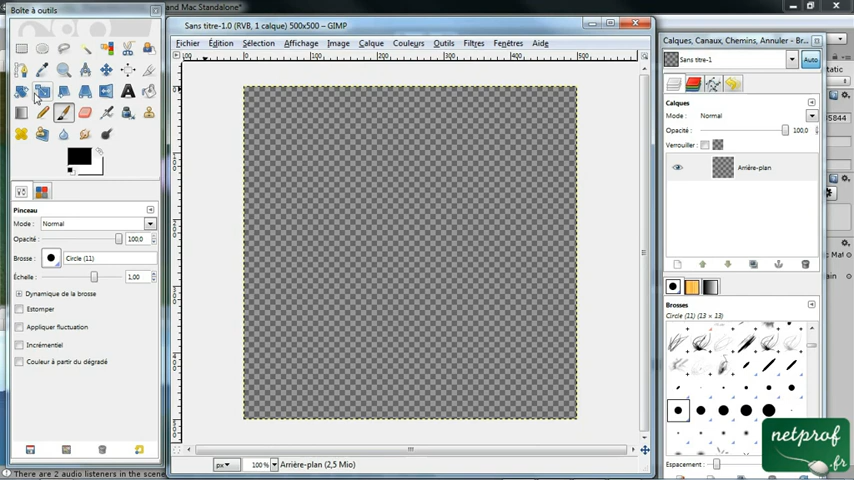 Boîte à outils
and Mac - Netbook*
Sans titre-1.0 (RVB, 1 calque) 500x500 – GIMP
Fichier Édition Sélection Affichage Image Calque Couleurs Outils Filtres Fenêtres Aide
Calques, Canaux, Chemins, Annuler - Br...
Sans titre-1
Auto
Calques
Mode : Normal
Opacité : 100,0
Verrouiller :
Arrière-plan
Pinceau
Mode : Normal
Opacité : 100,0
Brosse : Circle (11)
Échelle : 1,00
Dynamique de la brosse
Estomper
Appliquer fluctuation
Incrémentiel
Couleur à partir du dégradé
Brosses
Circle (11) (13 × 13)
Espacement :
px 100 % Arrière-plan (2,5 Mio)
There are 2 audio listeners in the scene
netprof
.fr